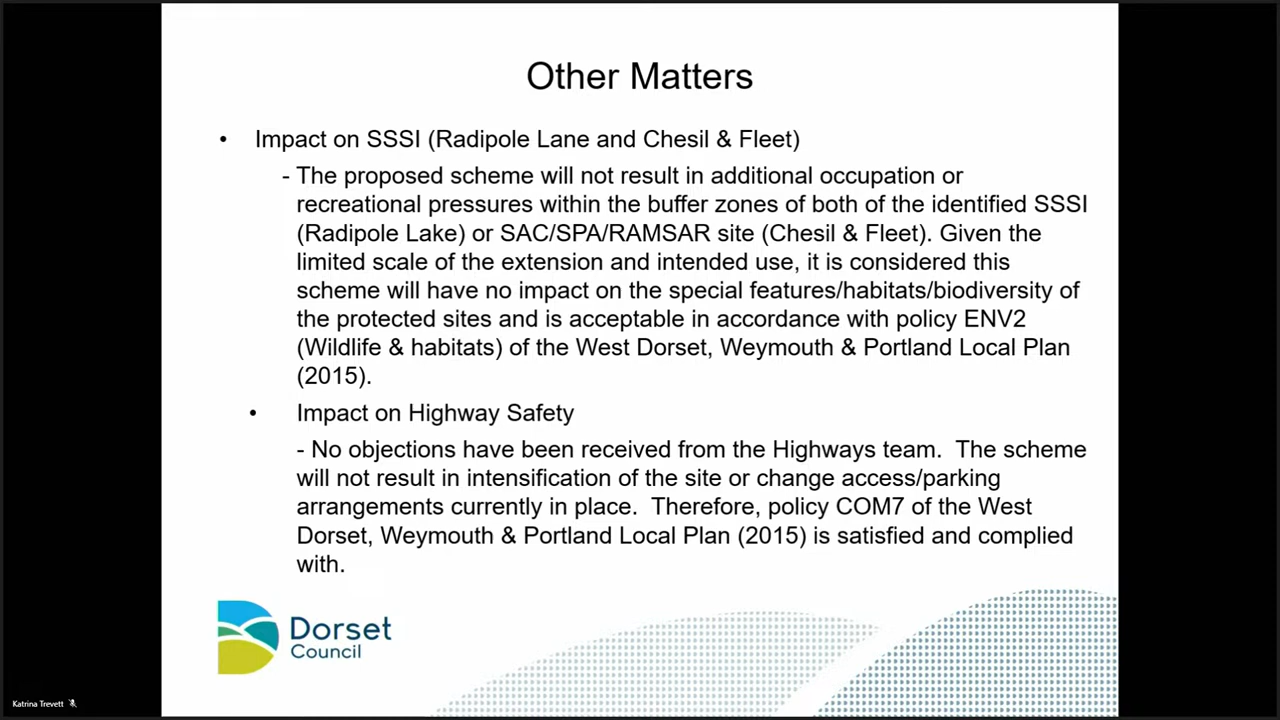 Other Matters
• Impact on SSSI (Radipole Lane and Chesil & Fleet)
- The proposed scheme will not result in additional occupation or
recreational pressures within the buffer zones of both of the identified SSSI
(Radipole Lake) or SAC/SPA/RAMSAR site (Chesil & Fleet). Given the
limited scale of the extension and intended use, it is considered this
scheme will have no impact on the special features/habitats/biodiversity of
the protected sites and is acceptable in accordance with policy ENV2
(Wildlife & habitats) of the West Dorset, Weymouth & Portland Local Plan
(2015).
• Impact on Highway Safety
- No objections have been received from the Highways team.  The scheme
will not result in intensification of the site or change access/parking
arrangements currently in place.  Therefore, policy COM7 of the West
Dorset, Weymouth & Portland Local Plan (2015) is satisfied and complied
with.
Dorset
Council
Katrina Trevett